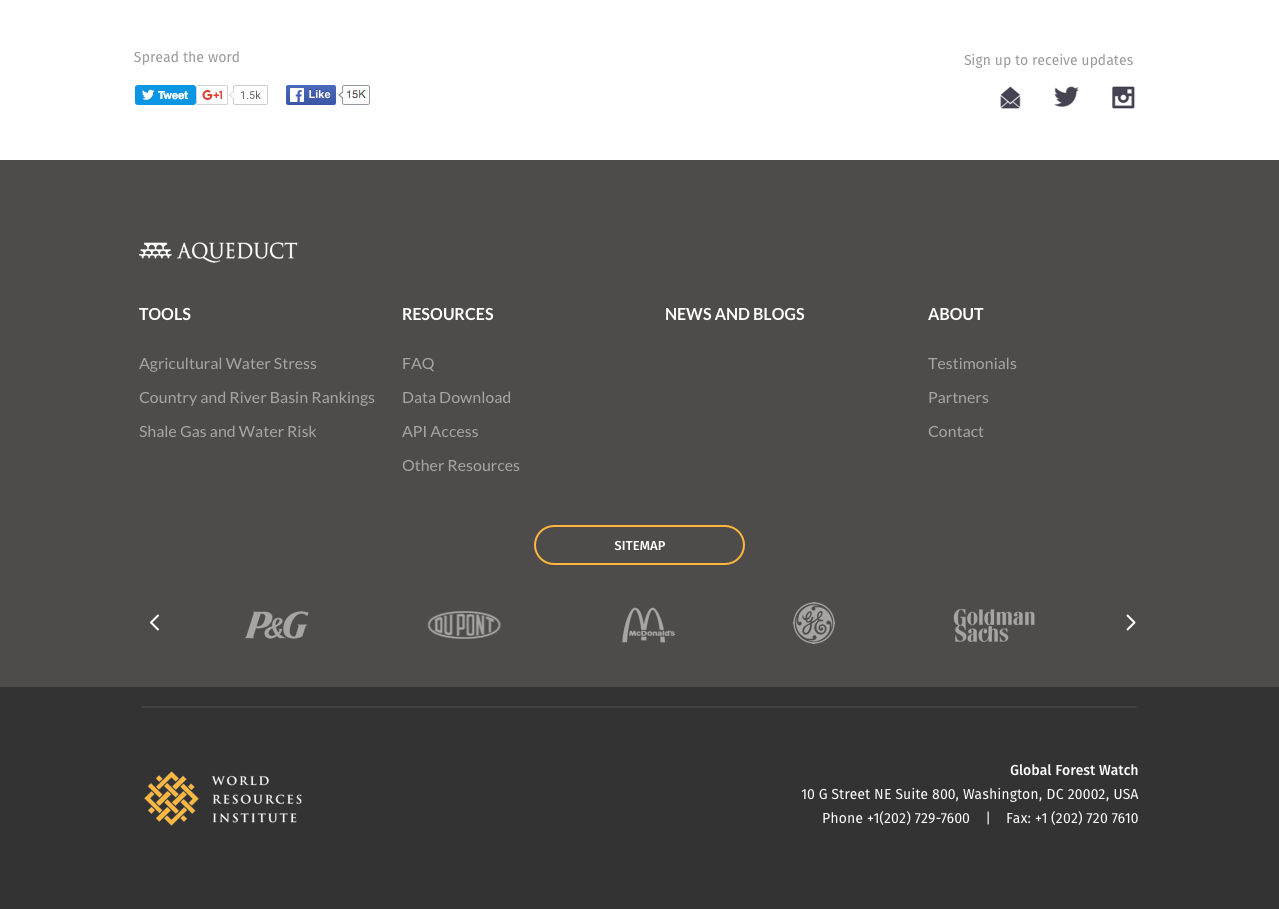 Spread the word
Sign up to receive updates
Tweet G+1 1.5k Like 15K
AQUEDUCT
TOOLS
Agricultural Water Stress
Country and River Basin Rankings
Shale Gas and Water Risk
RESOURCES
FAQ
Data Download
API Access
Other Resources
NEWS AND BLOGS
ABOUT
Testimonials
Partners
Contact
SITEMAP
P&G
DU PONT
McDonald's
GE
Goldman
Sachs
WORLD
RESOURCES
INSTITUTE
Global Forest Watch
10 G Street NE Suite 800, Washington, DC 20002, USA
Phone +1(202) 729-7600 | Fax: +1 (202) 720 7610